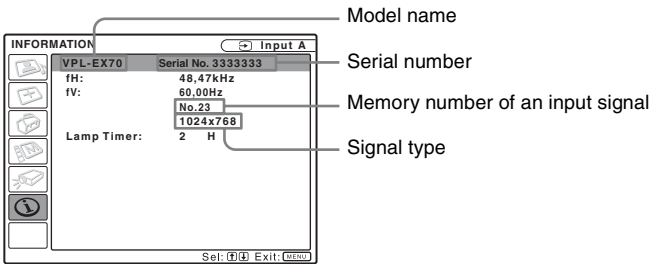 Model name
INFORMATION Input A
VPL-EX70 Serial No. 3333333
Serial number
fH: 48,47kHz
fV: 60,00Hz
No.23
Memory number of an input signal
1024x768
Lamp Timer: 2 H
Signal type
Sel: Exit: MENU